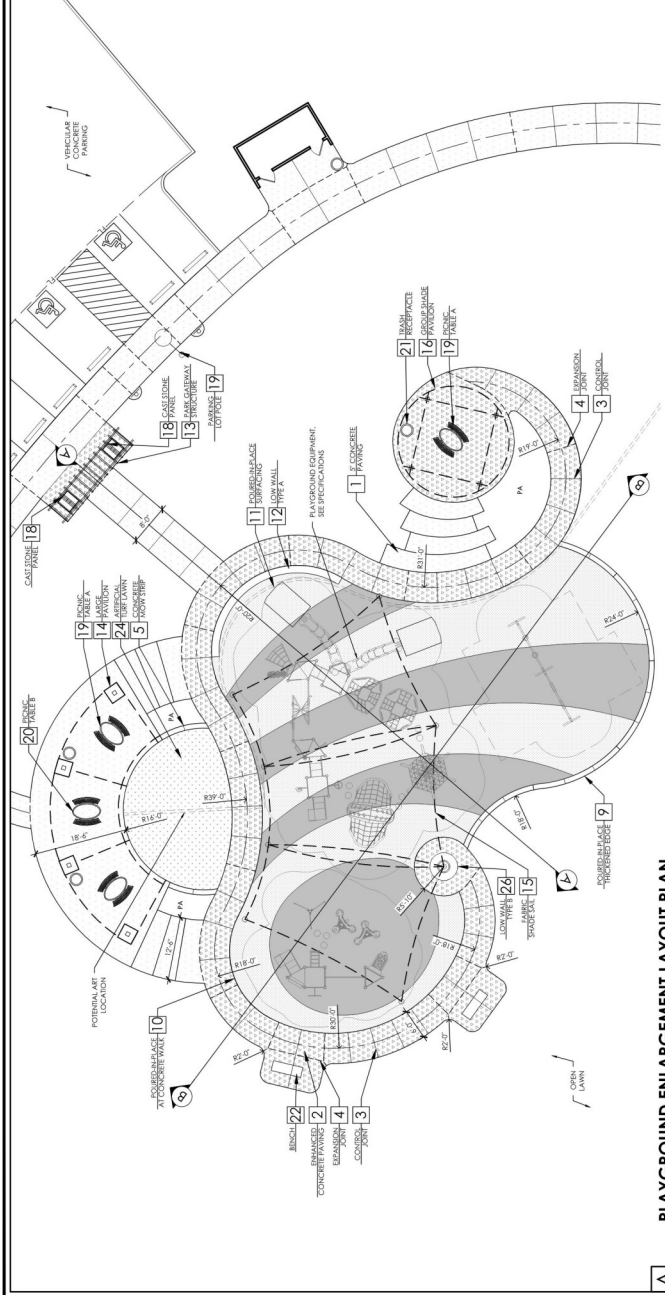 VEHICULAR
CONCRETE
PARKING
CAST STONE 18
PANEL
A
18 CAST STONE
PANEL
13 PARK GATEWAY
STRUCTURE
PARKING 19
LOT POLE
8'-0"
20 PICNIC
TABLE B
19 PICNIC
TABLE A
14 LARGE
PAVILION
24 ARTIFICIAL
TURF LAWN
5 CONCRETE
MOW STRIP
18'-6"
R16'-0"
PA
PA
12'-6"
POTENTIAL ART
LOCATION
R39'-0"
R20'-0"
11 POURED-IN-PLACE
SURFACING
12 LOW WALL
TYPE A
PLAYGROUND EQUIPMENT,
SEE SPECIFICATIONS
1 5" CONCRETE
PAVING
21 TRASH
RECEPTACLE
16 GROUP SHADE
PAVILION
19 PICNIC
TABLE A
R31'-0"
R19'-0"
PA
4 EXPANSION
JOINT
3 CONTROL
JOINT
B
R24'-0"
POURED-IN-PLACE 10
AT CONCRETE WALK
B
R18'-0"
R2'-0"
BENCH 22
ENHANCED 2
CONCRETE PAVING
EXPANSION 4
JOINT
CONTROL 3
JOINT
R30'-0"
6'-0"
R2'-0"
R2'-0"
R18'-0"
R5'-10"
LOW WALL 26
TYPE B
FABRIC 15
SHADE SAIL
A
R18'-0"
POURED-IN-PLACE 9
THICKENED EDGE
OPEN
LAWN
A
PLAYGROUND ENLARGEMENT LAYOUT PLAN